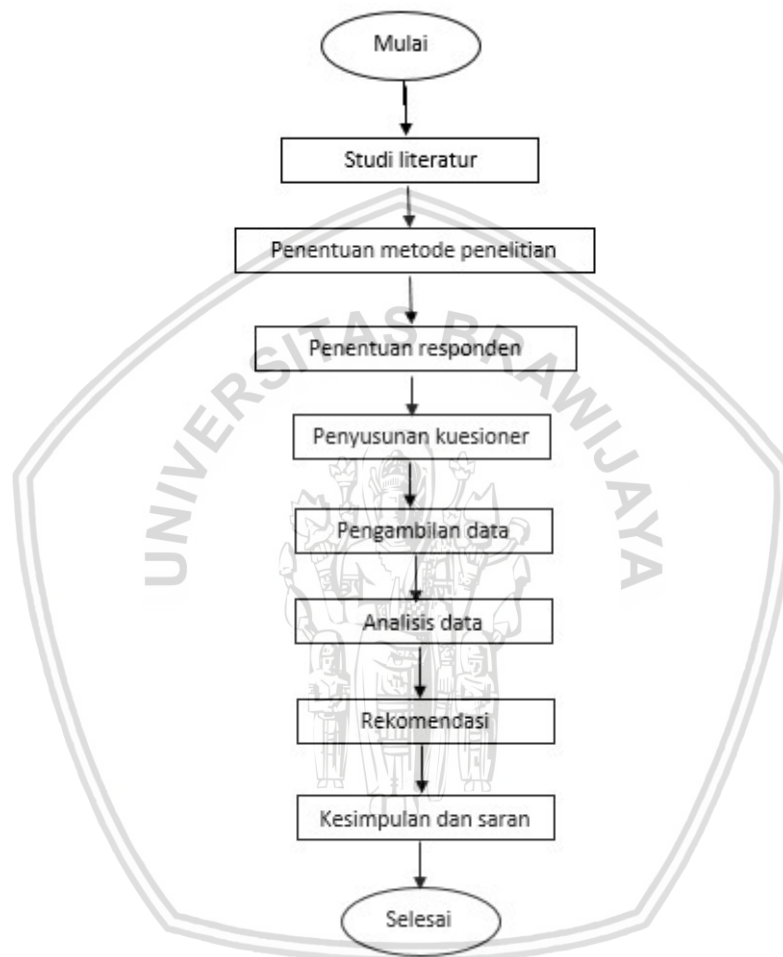 Mulai
Studi literatur
Penentuan metode penelitian
UNIVERSITAS BRAWIJAYA
Penentuan responden
Penyusunan kuesioner
Pengambilan data
Analisis data
Rekomendasi
Kesimpulan dan saran
Selesai